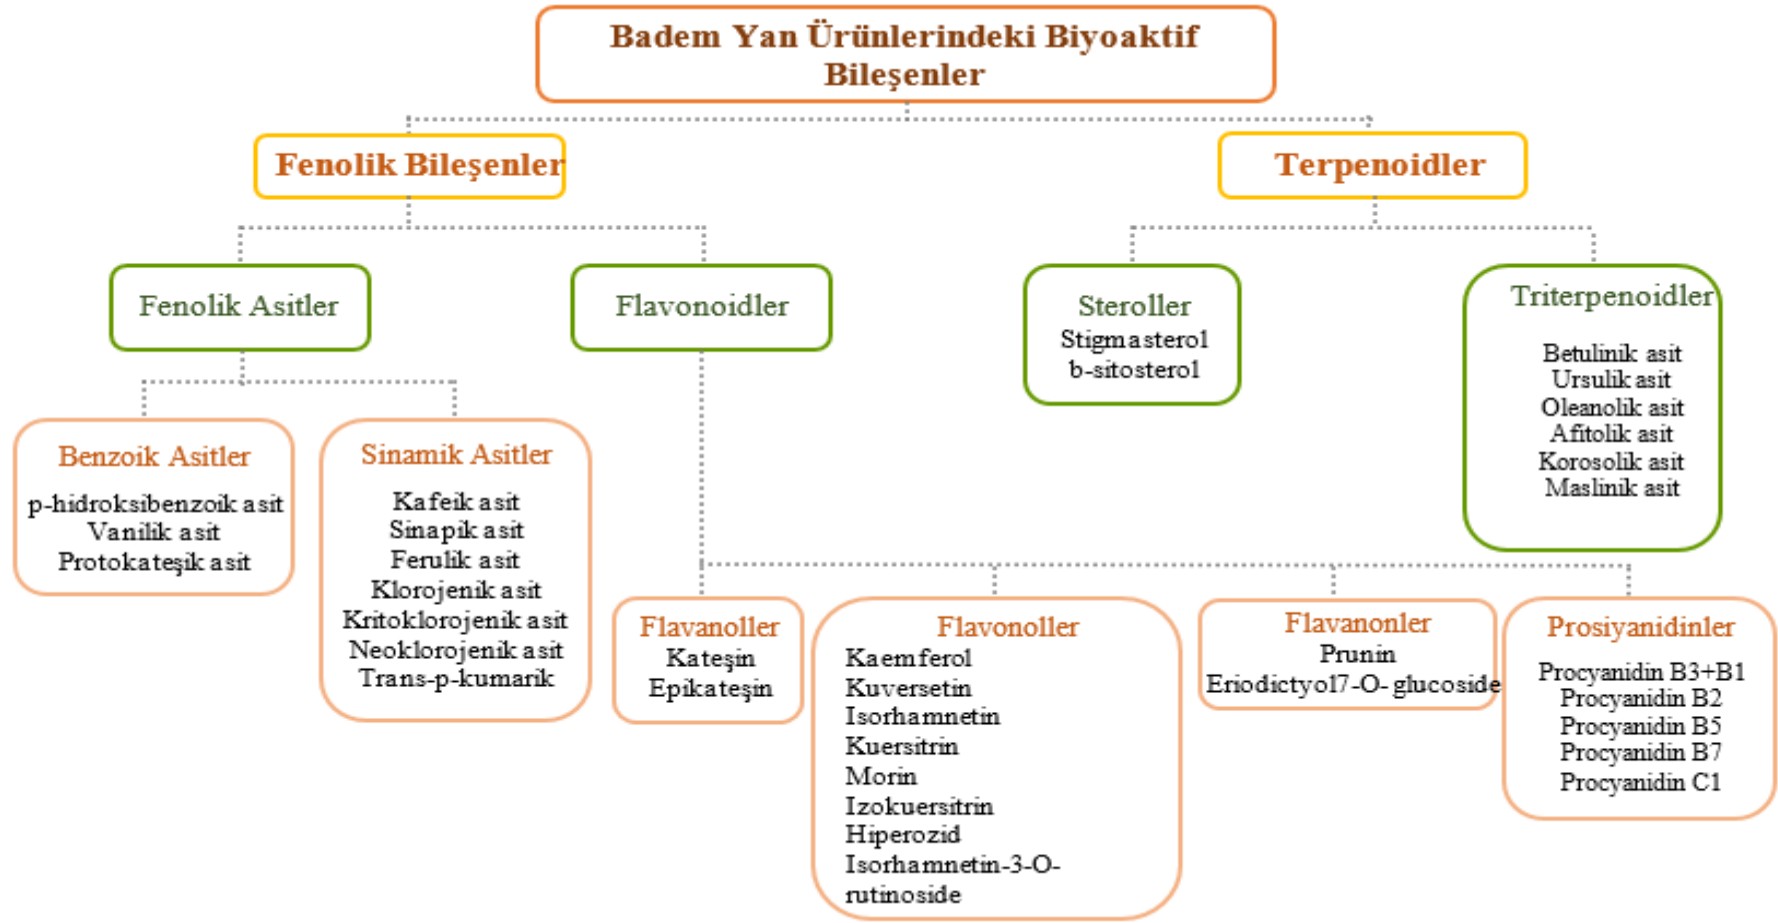 Badem Yan Ürünlerindeki Biyoaktif
Bileşenler
Fenolik Bileşenler
Terpenoidler
Fenolik Asitler
Flavonoidler
Steroller
Stigmasterol
b-sitosterol
Triterpenoidler
Betulinik asit
Ursulik asit
Oleanolik asit
Afitolik asit
Korosolik asit
Maslinik asit
Benzoik Asitler
p-hidroksibenzoik asit
Vanilik asit
Protokateşik asit
Sinamik Asitler
Kafeik asit
Sinapik asit
Ferulik asit
Klorojenik asit
Kritoklorojenik asit
Neoklorojenik asit
Trans-p-kumarik
Flavanoller
Kateşin
Epikateşin
Flavonoller
Kaemferol
Kuversetin
Isorhamnetin
Kuersitrin
Morin
Izokuersitrin
Hiperozid
Isorhamnetin-3-O-
rutinoside
Flavanonler
Prunin
Eriodictyol7-O-glucoside
Prosiyanidinler
Procyanidin B3+B1
Procyanidin B2
Procyanidin B5
Procyanidin B7
Procyanidin C1